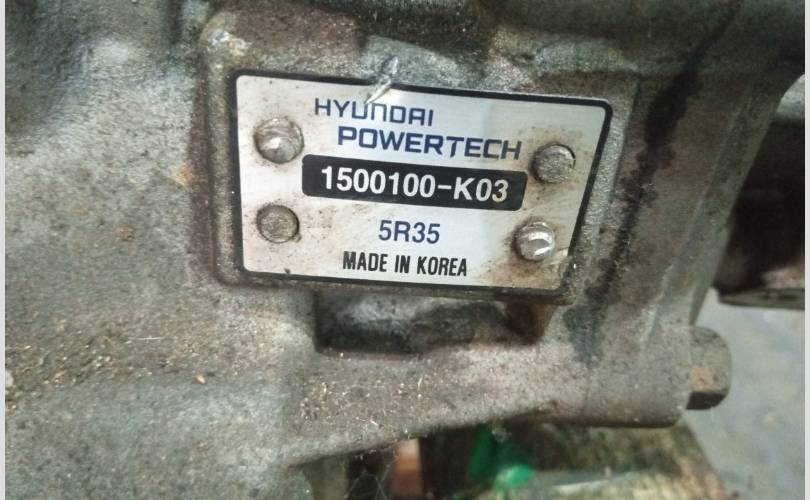 HYUNDAI
POWERTECH
1500100-K03
5R35
MADE IN KOREA